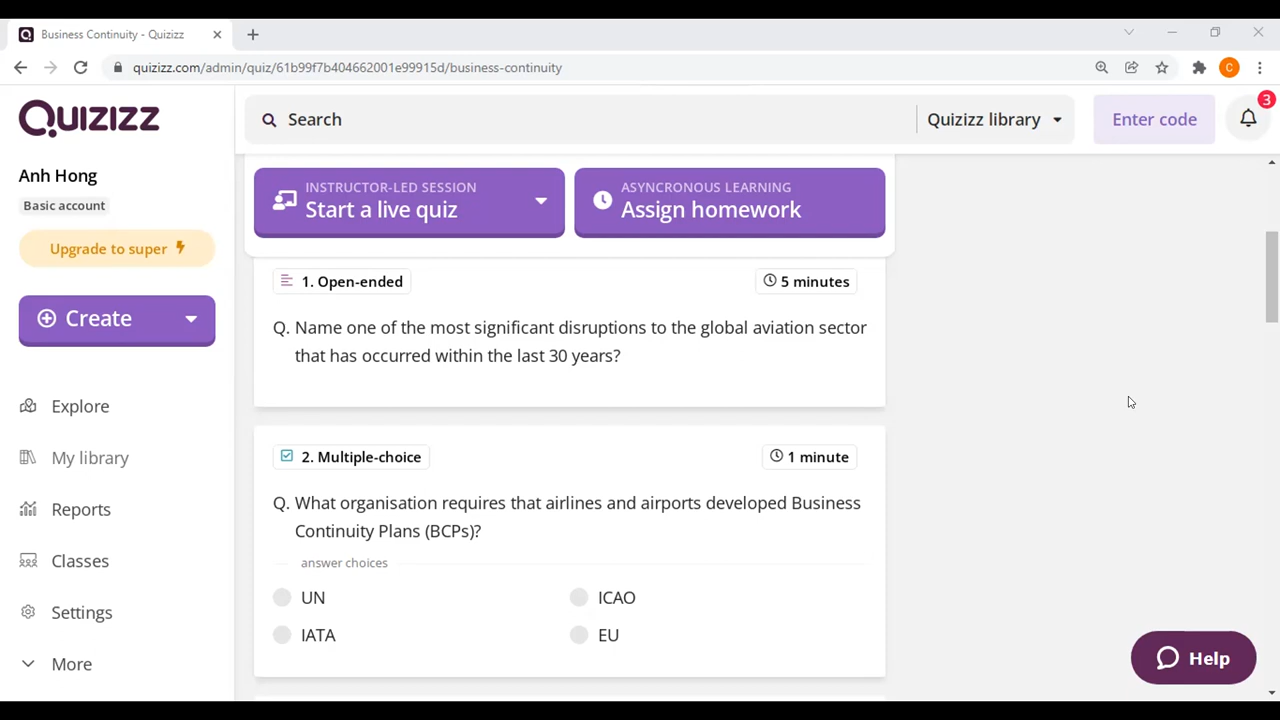 Business Continuity - Quizizz
quizizz.com/admin/quiz/61b99f7b404662001e99915d/business-continuity
C
QUIZIZZ
Search
Quizizz library
Enter code
3
Anh Hong
Basic account
Upgrade to super
Create
Explore
My library
Reports
Classes
Settings
More
INSTRUCTOR-LED SESSION
Start a live quiz
ASYNCRONOUS LEARNING
Assign homework
1. Open-ended
5 minutes
Q. Name one of the most significant disruptions to the global aviation sector
that has occurred within the last 30 years?
2. Multiple-choice
1 minute
Q. What organisation requires that airlines and airports developed Business
Continuity Plans (BCPs)?
answer choices
UN
ICAO
IATA
EU
Help